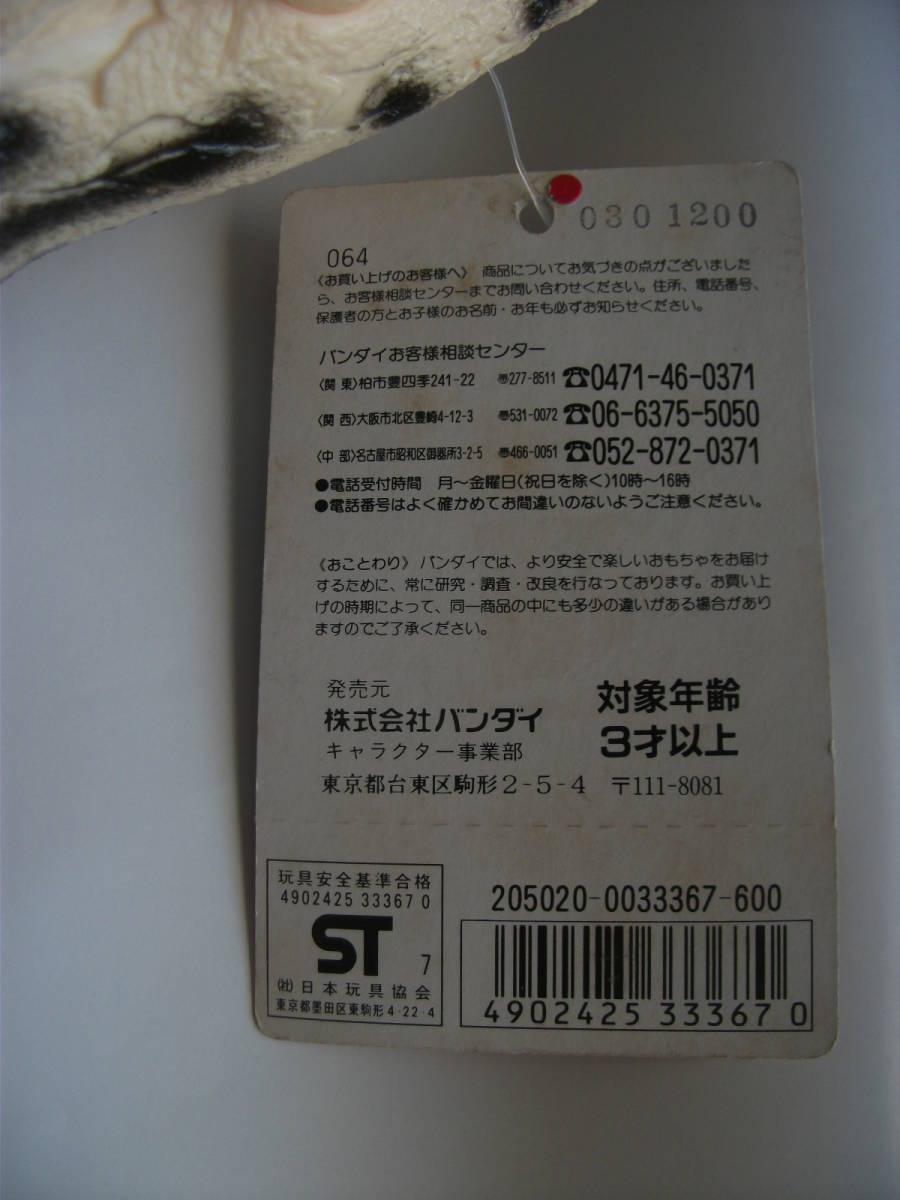 030 1200
064
《お買い上げのお客様へ》 商品についてお気づきの点がございました
ら、お客様相談センターまでお問い合わせください。住所、電話番号、
保護者の方とお子様のお名前・お年も必ずお知らせください。
バンダイお客様相談センター
〈関 東〉柏市豊四季241-22 〠277-8511 ☎0471-46-0371
〈関 西〉大阪市北区豊崎4-12-3 〠531-0072 ☎06-6375-5050
〈中 部〉名古屋市昭和区御器所3-2-5 〠466-0051 ☎052-872-0371
●電話受付時間 月〜金曜日(祝日を除く)10時〜16時
●電話番号はよく確かめてお間違いのないようご注意ください。
《おことわり》 バンダイでは、より安全で楽しいおもちゃをお届け
するために、常に研究・調査・改良を行なっております。お買い上
げの時期によって、同一商品の中にも多少の違いがある場合があり
ますのでご了承ください。
発売元
株式会社バンダイ
キャラクター事業部
東京都台東区駒形2-5-4 〒111-8081
対象年齢
3才以上
玩具安全基準合格
4902425 33367 0
ST 7
(社)日本玩具協会
東京都墨田区東駒形4-22-4
205020-0033367-600
4902425 33367 0